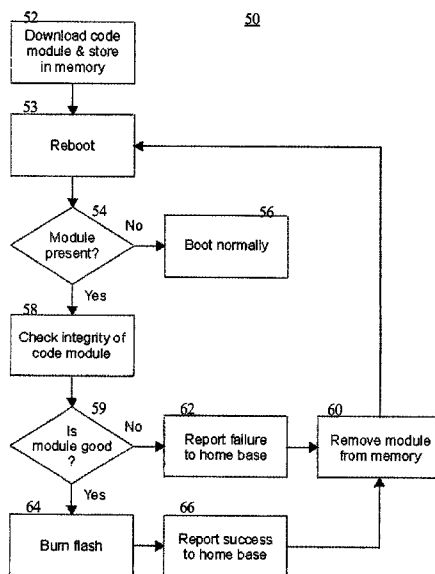 52
50
Download code
module & store
in memory
53
Reboot
54
No
56
Module
present?
Boot normally
Yes
58
Check integrity of
code module
59
62
60
Is
module good
?
No
Report failure
to home base
Remove module
from memory
Yes
64
66
Burn flash
Report success
to home base